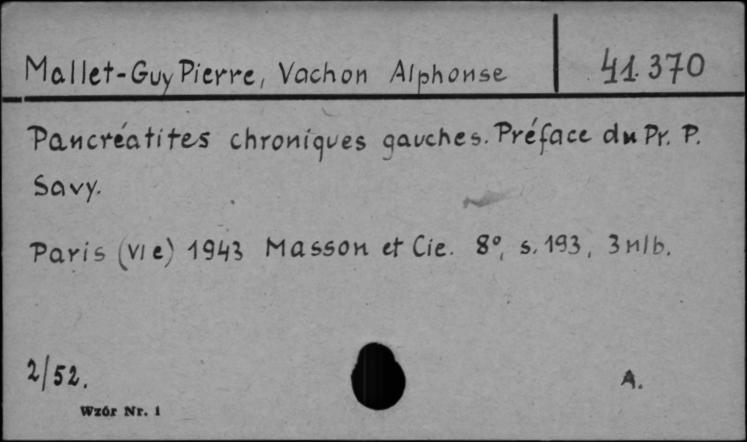 Mallet-Guy Pierre, Vachon Alphonse 41.370
Pancréatites chroniques gauches. Préface du Pr. P.
Savy.
Paris (VI e) 1943 Masson et Cie. 8°, s. 193, 3 nlb.
2/52. A.
Wzór Nr. 1